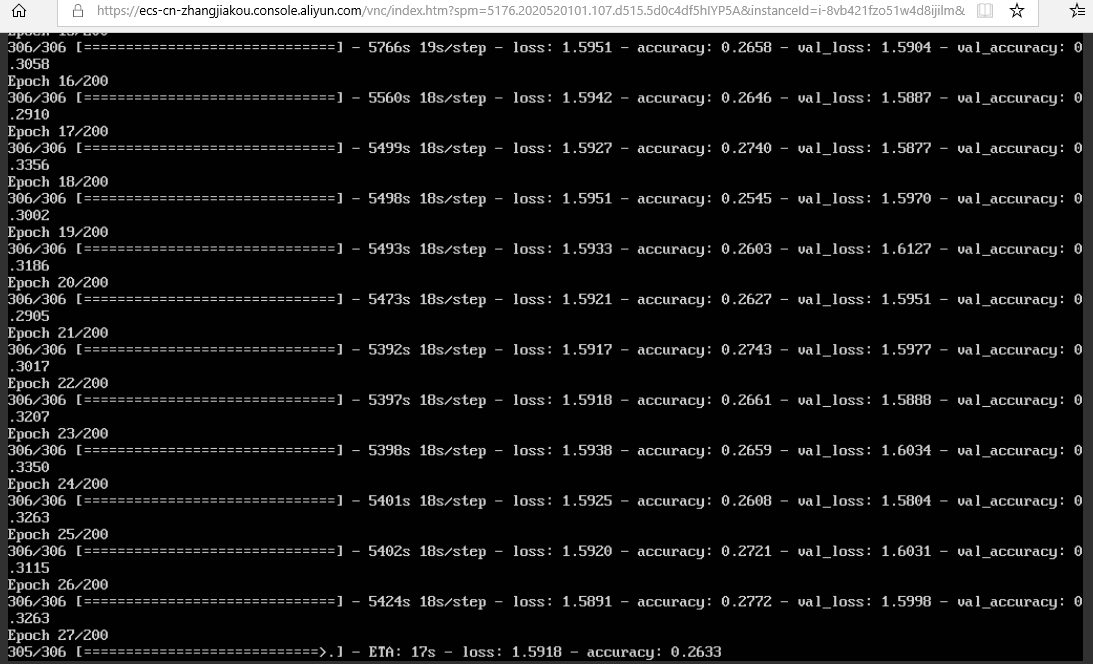 https://ecs-cn-zhangjiakou.console.aliyun.com/vnc/index.htm?spm=5176.2020520101.107.d515.5d0c4df5hIYP5A&instanceId=i-8vb421fzo51w4d8ijilm&
Epoch 15/200
306/306 [==============================] - 5766s 19s/step - loss: 1.5951 - accuracy: 0.2658 - val_loss: 1.5904 - val_accuracy: 0
.3058
Epoch 16/200
306/306 [==============================] - 5560s 18s/step - loss: 1.5942 - accuracy: 0.2646 - val_loss: 1.5887 - val_accuracy: 0
.2910
Epoch 17/200
306/306 [==============================] - 5499s 18s/step - loss: 1.5927 - accuracy: 0.2740 - val_loss: 1.5877 - val_accuracy: 0
.3356
Epoch 18/200
306/306 [==============================] - 5498s 18s/step - loss: 1.5951 - accuracy: 0.2545 - val_loss: 1.5970 - val_accuracy: 0
.3002
Epoch 19/200
306/306 [==============================] - 5493s 18s/step - loss: 1.5933 - accuracy: 0.2603 - val_loss: 1.6127 - val_accuracy: 0
.3186
Epoch 20/200
306/306 [==============================] - 5473s 18s/step - loss: 1.5921 - accuracy: 0.2627 - val_loss: 1.5951 - val_accuracy: 0
.2905
Epoch 21/200
306/306 [==============================] - 5392s 18s/step - loss: 1.5917 - accuracy: 0.2743 - val_loss: 1.5977 - val_accuracy: 0
.3017
Epoch 22/200
306/306 [==============================] - 5397s 18s/step - loss: 1.5918 - accuracy: 0.2661 - val_loss: 1.5888 - val_accuracy: 0
.3207
Epoch 23/200
306/306 [==============================] - 5398s 18s/step - loss: 1.5938 - accuracy: 0.2659 - val_loss: 1.6034 - val_accuracy: 0
.3350
Epoch 24/200
306/306 [==============================] - 5401s 18s/step - loss: 1.5925 - accuracy: 0.2608 - val_loss: 1.5804 - val_accuracy: 0
.3263
Epoch 25/200
306/306 [==============================] - 5402s 18s/step - loss: 1.5920 - accuracy: 0.2721 - val_loss: 1.6031 - val_accuracy: 0
.3115
Epoch 26/200
306/306 [==============================] - 5424s 18s/step - loss: 1.5891 - accuracy: 0.2772 - val_loss: 1.5998 - val_accuracy: 0
.3263
Epoch 27/200
305/306 [============================>.] - ETA: 17s - loss: 1.5918 - accuracy: 0.2633